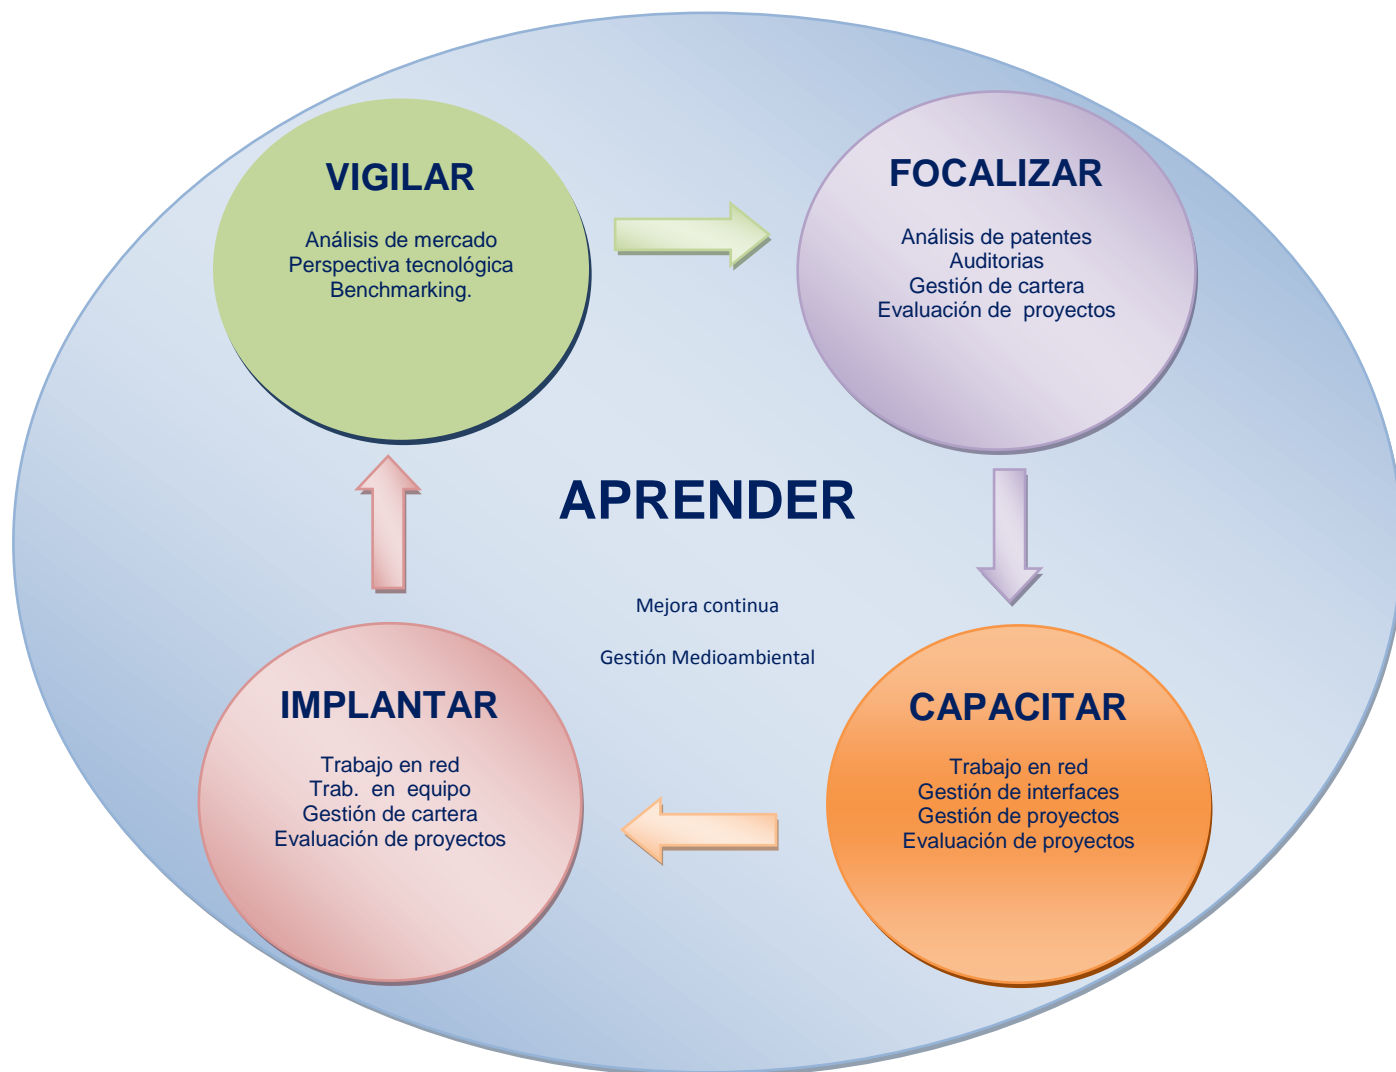 VIGILAR
Análisis de mercado
Perspectiva tecnológica
Benchmarking.
FOCALIZAR
Análisis de patentes
Auditorias
Gestión de cartera
Evaluación de  proyectos
APRENDER
Mejora continua
Gestión Medioambiental
IMPLANTAR
Trabajo en red
Trab.  en  equipo
Gestión de cartera
Evaluación de proyectos
CAPACITAR
Trabajo en red
Gestión de interfaces
Gestión de proyectos
Evaluación de proyectos